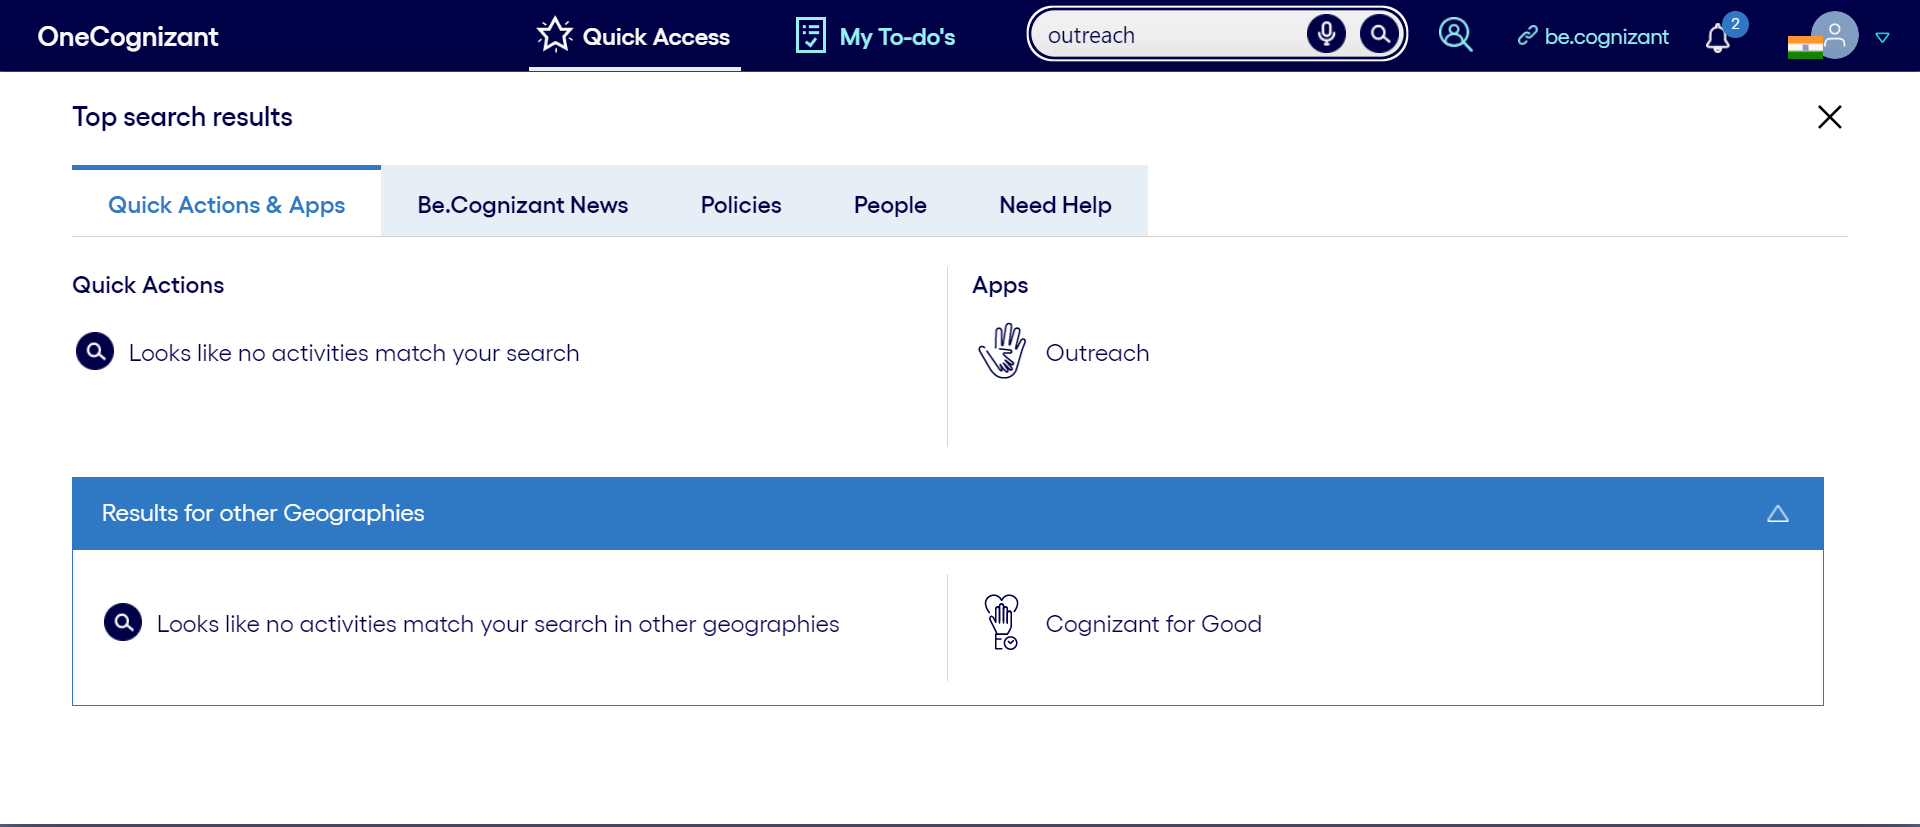 OneCognizant
Quick Access
My To-do's
outreach
be.cognizant
2
Top search results
Quick Actions & Apps
Be.Cognizant News
Policies
People
Need Help
Quick Actions
Apps
Looks like no activities match your search
Outreach
Results for other Geographies
Looks like no activities match your search in other geographies
Cognizant for Good